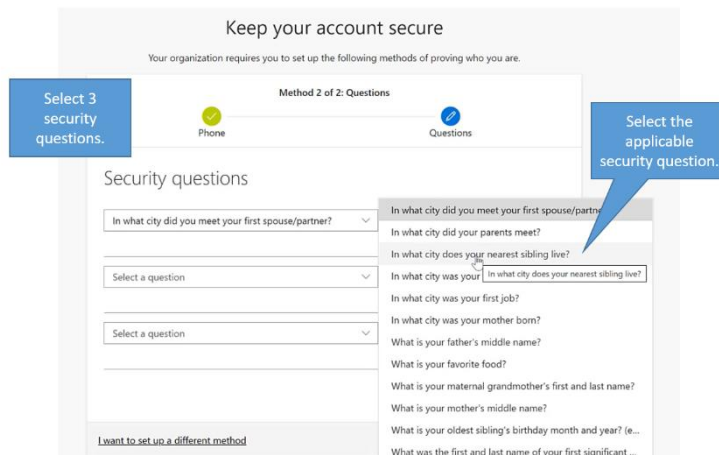 Keep your account secure
Your organization requires you to set up the following methods of proving who you are.
Select 3
security
questions.
Method 2 of 2: Questions
Phone
Questions
Select the
applicable
security question.
Security questions
In what city did you meet your first spouse/partner?
Select a question
Select a question
In what city did you meet your first spouse/partne
In what city did your parents meet?
In what city does your nearest sibling live?
In what city was your
In what city does your nearest sibling live?
In what city was your first job?
In what city was your mother born?
What is your father's middle name?
What is your favorite food?
What is your maternal grandmother's first and last name?
What is your mother's middle name?
What is your oldest sibling's birthday month and year? (e...
What was the first and last name of your first significant ...
I want to set up a different method